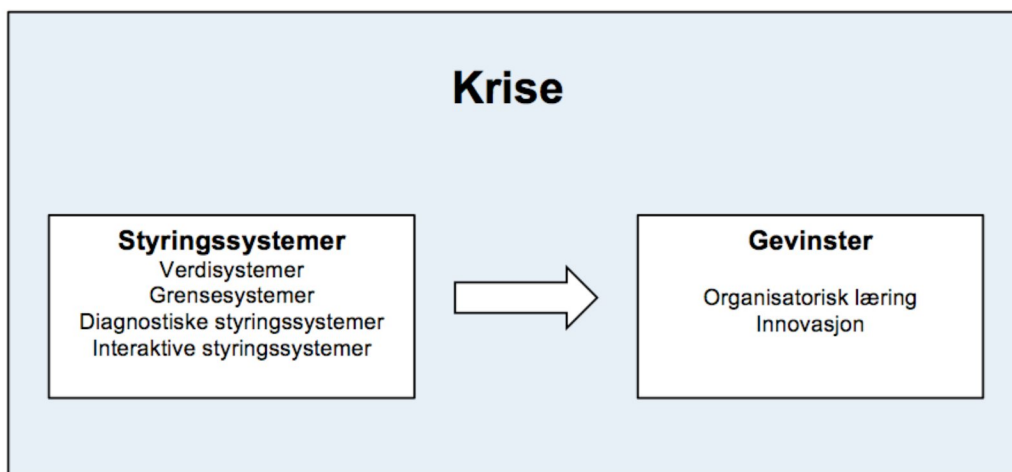 Krise
Styringssystemer
Verdisystemer
Grensesystemer
Diagnostiske styringssystemer
Interaktive styringssystemer
Gevinster
Organisatorisk læring
Innovasjon